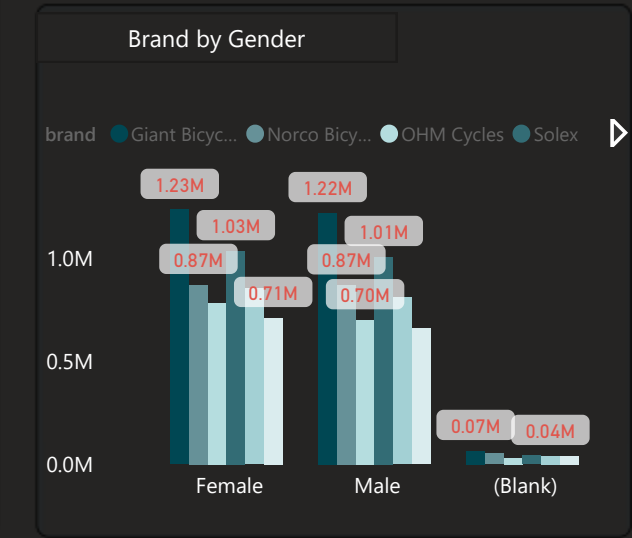 Brand by Gender
brand Giant Bicyc... Norco Bicy... OHM Cycles Solex
1.23M 1.22M
1.03M 1.01M
1.0M 0.87M 0.87M
0.71M 0.70M
0.5M
0.07M 0.04M
0.0M
Female Male (Blank)